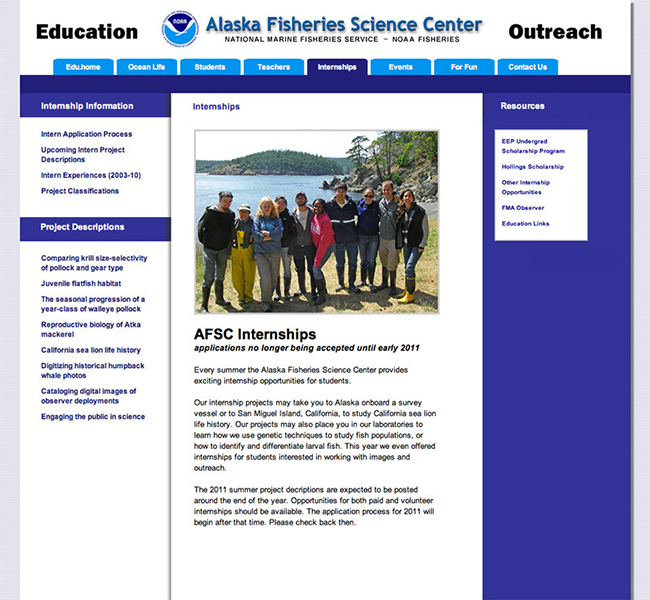 Education
NOAA
Alaska Fisheries Science Center
NATIONAL MARINE FISHERIES SERVICE – NOAA FISHERIES
Outreach
Edu.home
Ocean Life
Students
Teachers
Internships
Events
For Fun
Contact Us
Internship Information
Intern Application Process
Upcoming Intern Project
Descriptions
Intern Experiences (2003-10)
Project Classifications
Project Descriptions
Comparing krill size-selectivity
of pollock and gear type
Juvenile flatfish habitat
The seasonal progression of a
year-class of walleye pollock
Reproductive biology of Atka
mackerel
California sea lion life history
Digitizing historical humpback
whale photos
Cataloging digital images of
observer deployments
Engaging the public in science
Internships
AFSC Internships
applications no longer being accepted until early 2011
Every summer the Alaska Fisheries Science Center provides
exciting internship opportunities for students.
Our internship projects may take you to Alaska onboard a survey
vessel or to San Miguel Island, California, to study California sea lion
life history. Our projects may also place you in our laboratories to
learn how we use genetic techniques to study fish populations, or
how to identify and differentiate larval fish. This year we even offered
internships for students interested in working with images and
outreach.
The 2011 summer project decriptions are expected to be posted
around the end of the year. Opportunities for both paid and volunteer
internships should be available. The application process for 2011 will
begin after that time. Please check back then.
Resources
EEP Undergrad
Scholarship Program
Hollings Scholarship
Other Internship
Opportunities
FMA Observer
Education Links